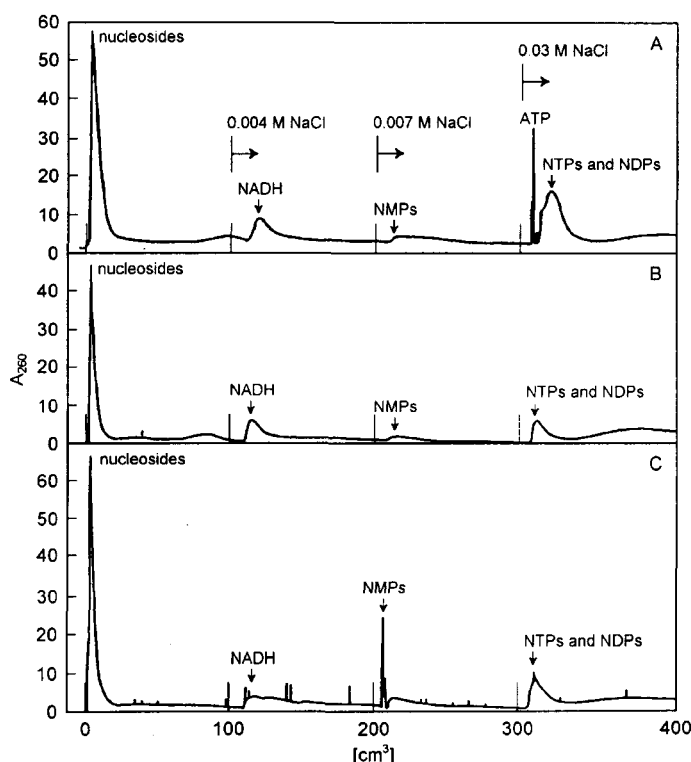 60
50
40
30
20
10
0
nucleosides
0.004 M NaCl
0.007 M NaCl
0.03 M NaCl
A
NADH
NMPs
ATP
NTPs and NDPs
40
30
20
10
0
nucleosides
B
NADH
NMPs
NTPs and NDPs
A260
60
50
40
30
20
10
0
nucleosides
C
NADH
NMPs
NTPs and NDPs
0 100 200 300 400
[cm³]